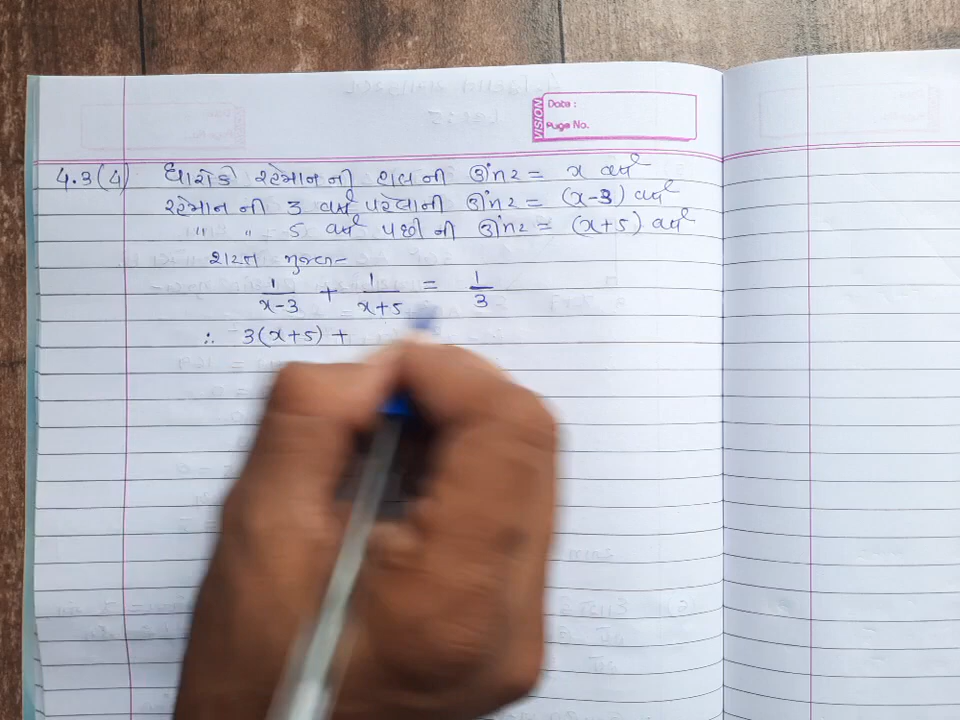 VISION
Date :
Page No.
4.3(4) ધારોકે રહેમાન ની હાલ ની ઉંમર = x વર્ષ
રહેમાન ની 3 વર્ષ પહેલાની ઉંમર = (x-3) વર્ષ
" " 5 વર્ષ પછી ની ઉંમર = (x+5) વર્ષ
શરત મુજબ-
1/(x-3) + 1/(x+5) = 1/3
∴ 3(x+5) +